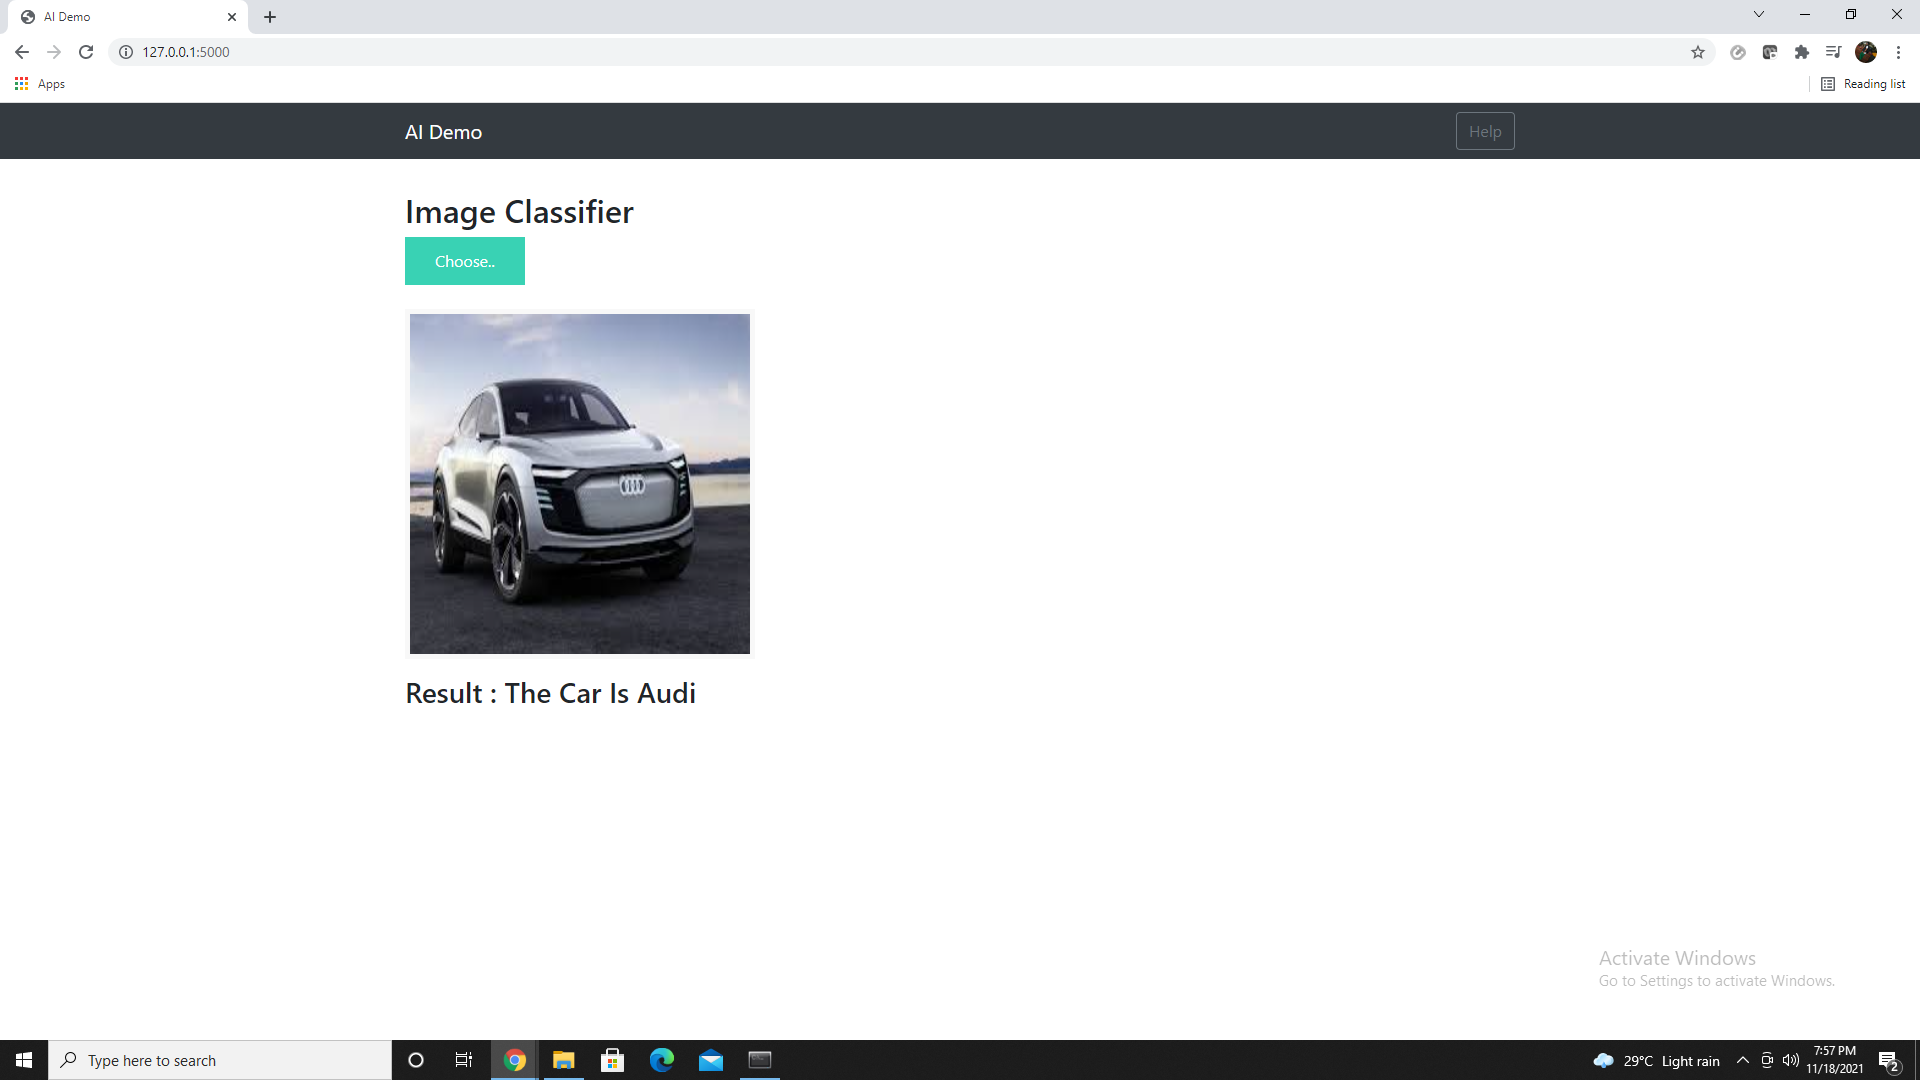 AI Demo
127.0.0.1:5000
Apps
Reading list
AI Demo
Help
Image Classifier
Choose..
Result : The Car Is Audi
Activate Windows
Go to Settings to activate Windows.
Type here to search
29°C Light rain
7:57 PM
11/18/2021
2